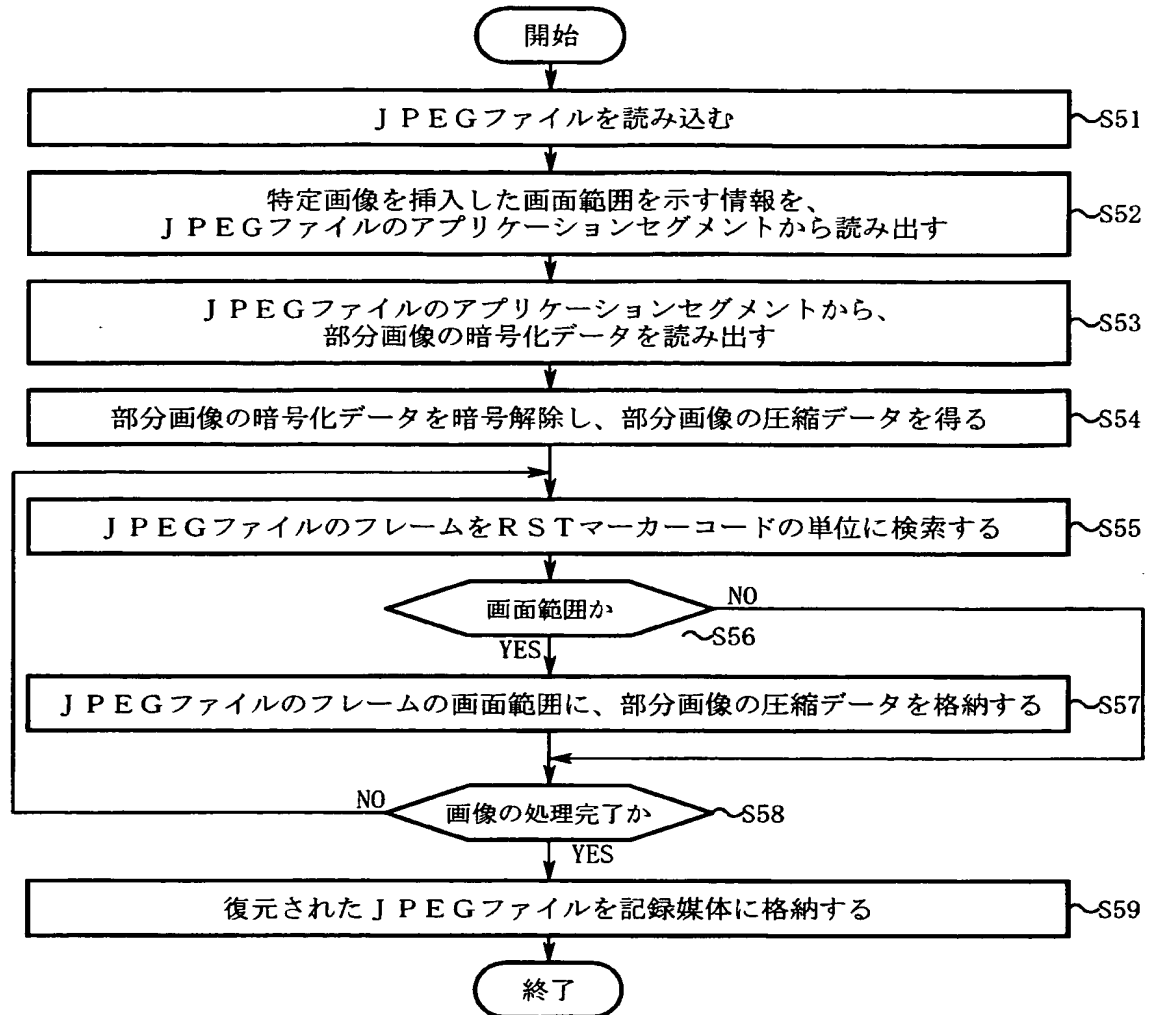 開始
ＪＰＥＧファイルを読み込む
S51
特定画像を挿入した画面範囲を示す情報を、
ＪＰＥＧファイルのアプリケーションセグメントから読み出す
S52
ＪＰＥＧファイルのアプリケーションセグメントから、
部分画像の暗号化データを読み出す
S53
部分画像の暗号化データを暗号解除し、部分画像の圧縮データを得る
S54
ＪＰＥＧファイルのフレームをＲＳＴマーカーコードの単位に検索する
S55
画面範囲か
NO
S56
YES
ＪＰＥＧファイルのフレームの画面範囲に、部分画像の圧縮データを格納する
S57
NO
画像の処理完了か
S58
YES
復元されたＪＰＥＧファイルを記録媒体に格納する
S59
終了